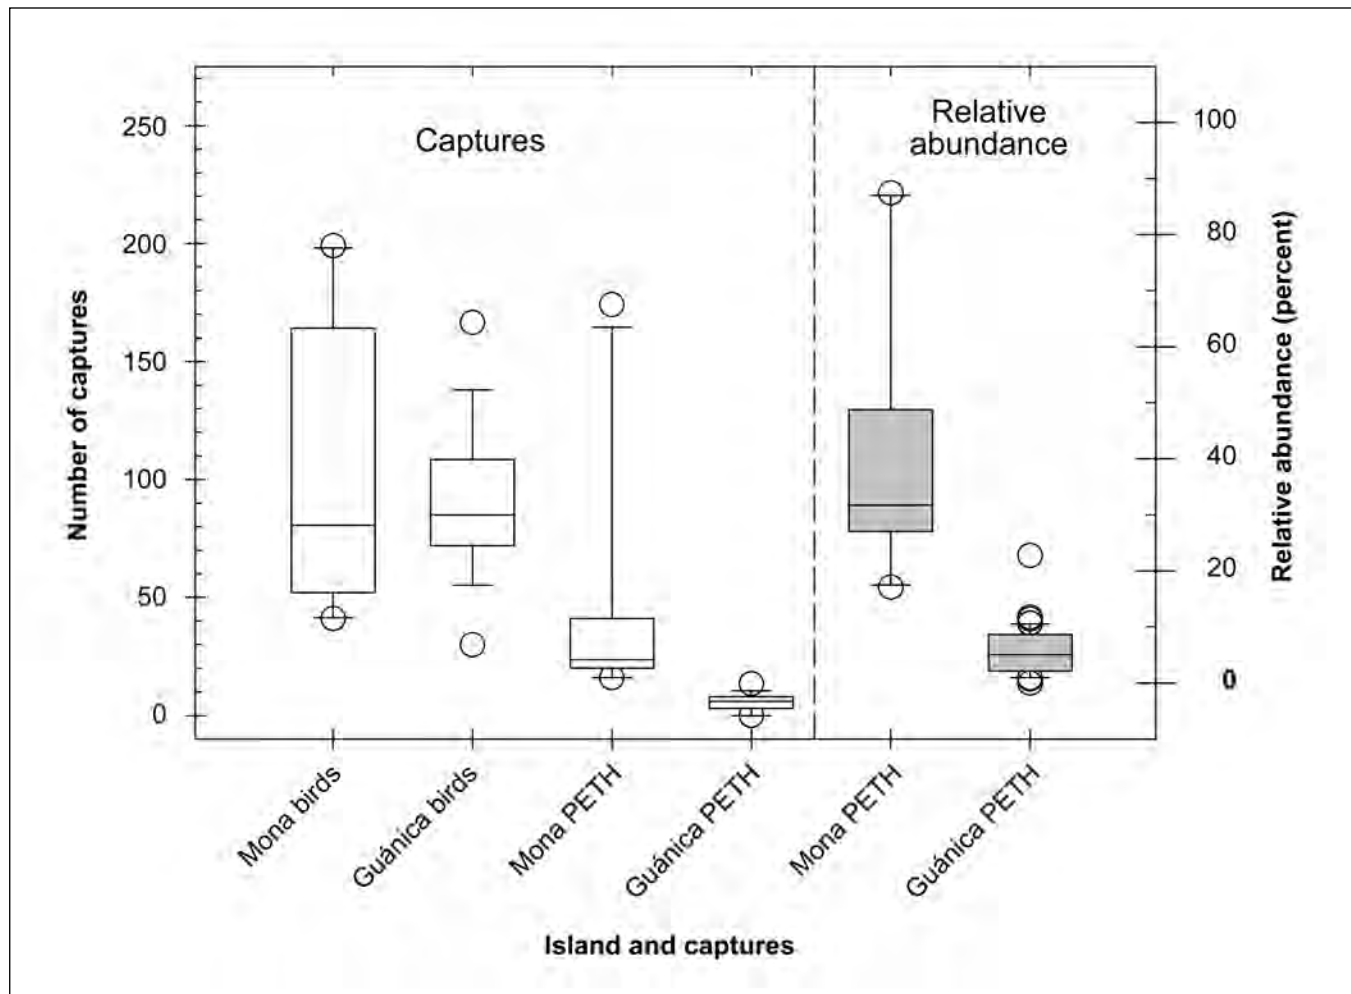 Captures
Relative
abundance
Number of captures
250
200
150
100
50
0
100
80
60
40
20
0
Relative abundance (percent)
Mona birds
Guánica birds
Mona PETH
Guánica PETH
Mona PETH
Guánica PETH
Island and captures